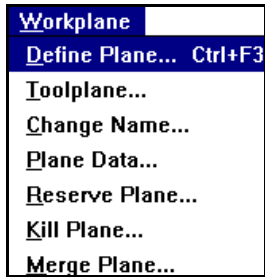 Workplane
Define Plane... Ctrl+F3
Toolplane...
Change Name...
Plane Data...
Reserve Plane...
Kill Plane...
Merge Plane...